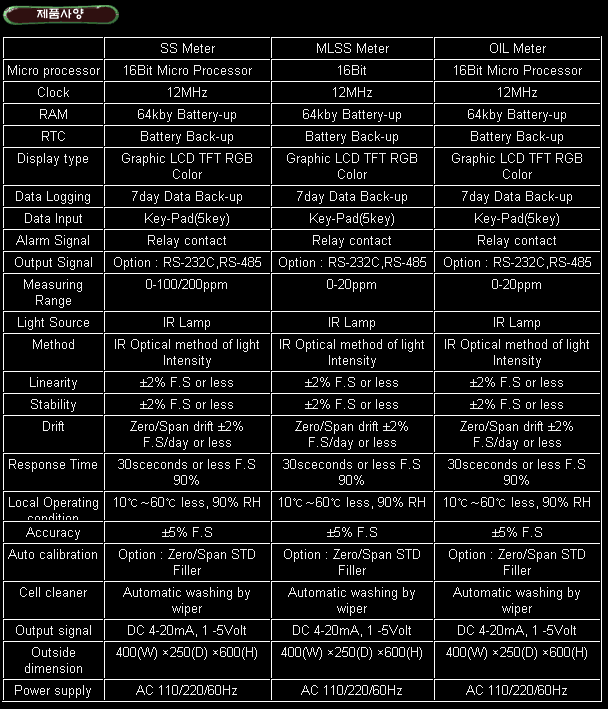 제품사양
SS Meter MLSS Meter OIL Meter
Micro processor 16Bit Micro Processor 16Bit 16Bit Micro Processor
Clock 12MHz 12MHz 12MHz
RAM 64kby Battery-up 64kby Battery-up 64kby Battery-up
RTC Battery Back-up Battery Back-up Battery Back-up
Display type Graphic LCD TFT RGB Graphic LCD TFT RGB Graphic LCD TFT RGB
Color Color Color
Data Logging 7day Data Back-up 7day Data Back-up 7day Data Back-up
Data Input Key-Pad(5key) Key-Pad(5key) Key-Pad(5key)
Alarm Signal Relay contact Relay contact Relay contact
Output Signal Option : RS-232C,RS-485 Option : RS-232C,RS-485 Option : RS-232C,RS-485
Measuring 0-100/200ppm 0-20ppm 0-20ppm
Range
Light Source IR Lamp IR Lamp IR Lamp
Method IR Optical method of light IR Optical method of light IR Optical method of light
Intensity Intensity Intensity
Linearity ±2% F.S or less ±2% F.S or less ±2% F.S or less
Stability ±2% F.S or less ±2% F.S or less ±2% F.S or less
Drift Zero/Span drift ±2% Zero/Span drift ±2% Zero/Span drift ±2%
F.S/day or less F.S/day or less F.S/day or less
Response Time 30sceconds or less F.S 30sceconds or less F.S 30sceconds or less F.S
90% 90% 90%
Local Operating 10℃~60℃ less, 90% RH 10℃~60℃ less, 90% RH 10℃~60℃ less, 90% RH
condition
Accuracy ±5% F.S ±5% F.S ±5% F.S
Auto calibration Option : Zero/Span STD Option : Zero/Span STD Option : Zero/Span STD
Filler Filler Filler
Cell cleaner Automatic washing by Automatic washing by Automatic washing by
wiper wiper wiper
Output signal DC 4-20mA, 1 -5Volt DC 4-20mA, 1 -5Volt DC 4-20mA, 1 -5Volt
Outside 400(W) ×250(D) ×600(H) 400(W) ×250(D) ×600(H) 400(W) ×250(D) ×600(H)
dimension
Power supply AC 110/220/60Hz AC 110/220/60Hz AC 110/220/60Hz